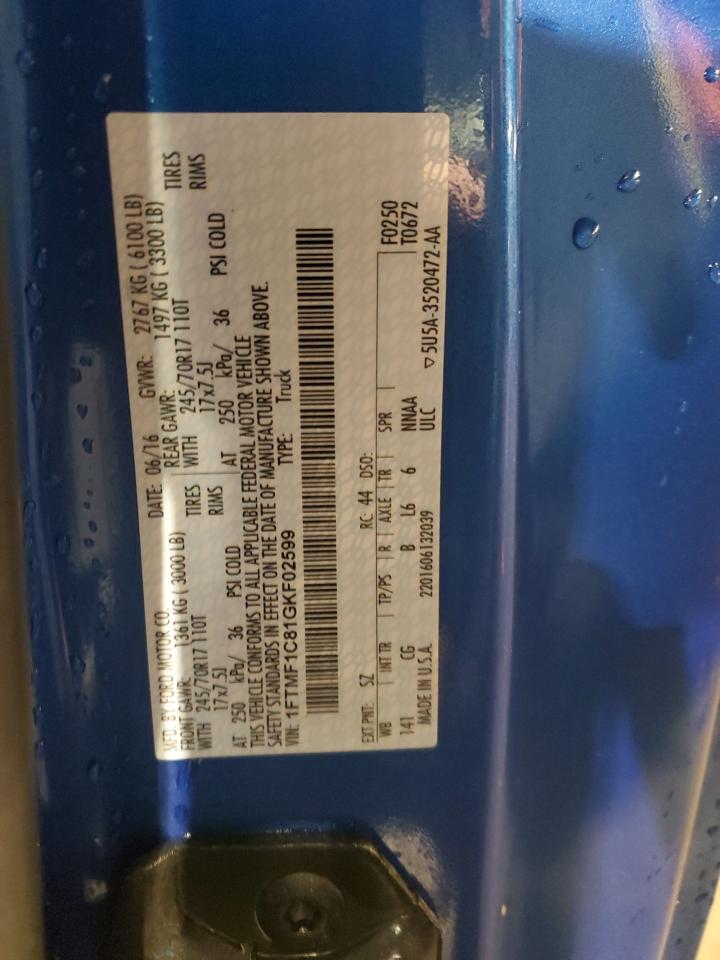 MFD. BY FORD MOTOR CO. DATE: 06/16 GVWR: 2767 KG ( 6100 LB)
FRONT GAWR: 1361 KG ( 3000 LB) REAR GAWR: 1497 KG ( 3300 LB)
WITH 245/70R17 110T TIRES WITH 245/70R17 110T TIRES
17x7.5J RIMS 17x7.5J RIMS
AT 250 kPa/ 36 PSI COLD AT 250 kPa/ 36 PSI COLD
THIS VEHICLE CONFORMS TO ALL APPLICABLE FEDERAL MOTOR VEHICLE
SAFETY STANDARDS IN EFFECT ON THE DATE OF MANUFACTURE SHOWN ABOVE.
VIN: 1FTMF1C81GKF02599 TYPE: Truck
EXT PNT: SZ RC: 44 DSO: F0250
WB INT TR TP/PS R AXLE TR SPR T0672
141 CG B L6 6 NNAA
MADE IN U.S.A. 2201606132039 ULC ▽5U5A-3520472-AA